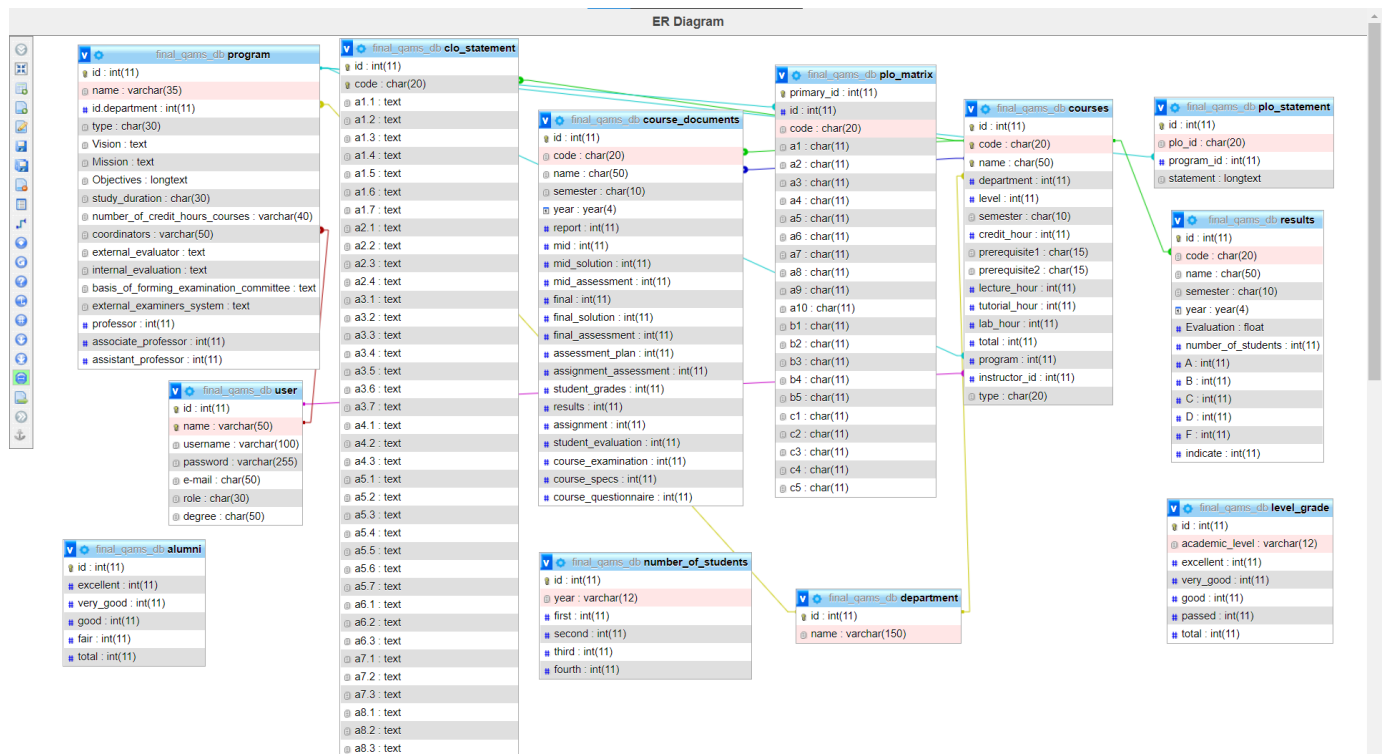 ER Diagram
final_qams_db program
id : int(11)
name : varchar(35)
id.department : int(11)
type : char(30)
Vision : text
Mission : text
Objectives : longtext
study_duration : char(30)
number_of_credit_hours_courses : varchar(40)
coordinators : varchar(50)
external_evaluator : text
internal_evaluation : text
basis_of_forming_examination_committee : text
external_examiners_system : text
professor : int(11)
associate_professor : int(11)
assistant_professor : int(11)
final_qams_db user
id : int(11)
name : varchar(50)
username : varchar(100)
password : varchar(255)
e-mail : char(50)
role : char(30)
degree : char(50)
final_qams_db alumni
id : int(11)
excellent : int(11)
very_good : int(11)
good : int(11)
fair : int(11)
total : int(11)
final_qams_db clo_statement
id : int(11)
code : char(20)
a1.1 : text
a1.2 : text
a1.3 : text
a1.4 : text
a1.5 : text
a1.6 : text
a1.7 : text
a2.1 : text
a2.2 : text
a2.3 : text
a2.4 : text
a3.1 : text
a3.2 : text
a3.3 : text
a3.4 : text
a3.5 : text
a3.6 : text
a3.7 : text
a4.1 : text
a4.2 : text
a4.3 : text
a5.1 : text
a5.2 : text
a5.3 : text
a5.4 : text
a5.5 : text
a5.6 : text
a5.7 : text
a6.1 : text
a6.2 : text
a6.3 : text
a7.1 : text
a7.2 : text
a7.3 : text
a8.1 : text
a8.2 : text
a8.3 : text
final_qams_db course_documents
id : int(11)
code : char(20)
name : char(50)
semester : char(10)
year : year(4)
report : int(11)
mid : int(11)
mid_solution : int(11)
mid_assessment : int(11)
final : int(11)
final_solution : int(11)
final_assessment : int(11)
assessment_plan : int(11)
assignment_assessment : int(11)
student_grades : int(11)
results : int(11)
assignment : int(11)
student_evaluation : int(11)
course_examination : int(11)
course_specs : int(11)
course_questionnaire : int(11)
final_qams_db number_of_students
id : int(11)
year : varchar(12)
first : int(11)
second : int(11)
third : int(11)
fourth : int(11)
final_qams_db plo_matrix
primary_id : int(11)
id : int(11)
code : char(20)
a1 : char(11)
a2 : char(11)
a3 : char(11)
a4 : char(11)
a5 : char(11)
a6 : char(11)
a7 : char(11)
a8 : char(11)
a9 : char(11)
a10 : char(11)
b1 : char(11)
b2 : char(11)
b3 : char(11)
b4 : char(11)
b5 : char(11)
c1 : char(11)
c2 : char(11)
c3 : char(11)
c4 : char(11)
c5 : char(11)
final_qams_db department
id : int(11)
name : varchar(150)
final_qams_db courses
id : int(11)
code : char(20)
name : char(50)
department : int(11)
level : int(11)
semester : char(10)
credit_hour : int(11)
prerequisite1 : char(15)
prerequisite2 : char(15)
lecture_hour : int(11)
tutorial_hour : int(11)
lab_hour : int(11)
total : int(11)
program : int(11)
instructor_id : int(11)
type : char(20)
final_qams_db plo_statement
id : int(11)
plo_id : char(20)
program_id : int(11)
statement : longtext
final_qams_db results
id : int(11)
code : char(20)
name : char(50)
semester : char(10)
year : year(4)
Evaluation : float
number_of_students : int(11)
A : int(11)
B : int(11)
C : int(11)
D : int(11)
F : int(11)
indicate : int(11)
final_qams_db level_grade
id : int(11)
academic_level : varchar(12)
excellent : int(11)
very_good : int(11)
good : int(11)
passed : int(11)
total : int(11)